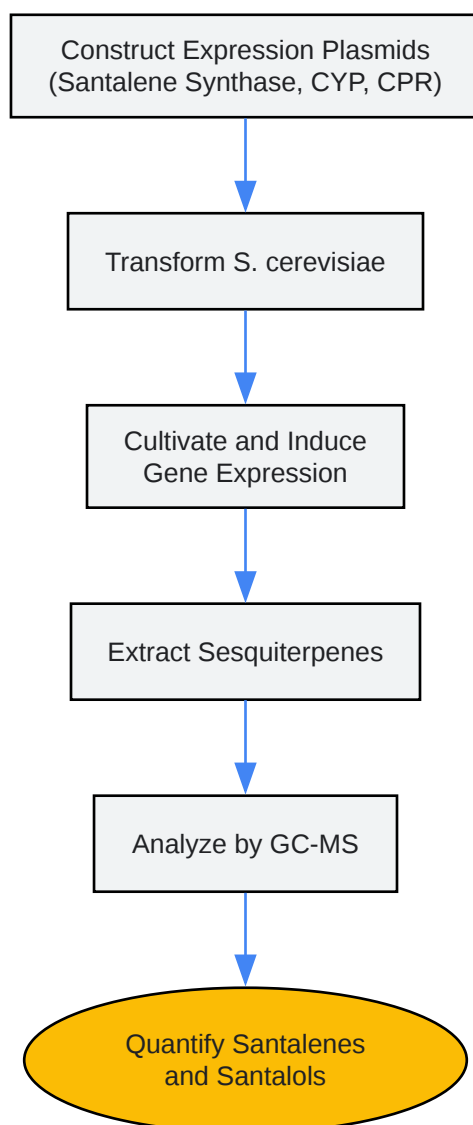 Construct Expression Plasmids
(Santalene Synthase, CYP, CPR)
Transform S. cerevisiae
Cultivate and Induce
Gene Expression
Extract Sesquiterpenes
Analyze by GC-MS
Quantify Santalenes
and Santalols